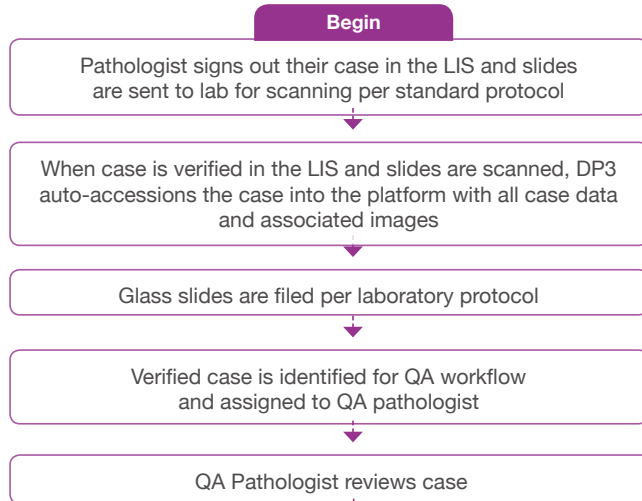 Begin
Pathologist signs out their case in the LIS and slides
are sent to lab for scanning per standard protocol
When case is verified in the LIS and slides are scanned, DP3
auto-accessions the case into the platform with all case data
and associated images
Glass slides are filed per laboratory protocol
Verified case is identified for QA workflow
and assigned to QA pathologist
QA Pathologist reviews case